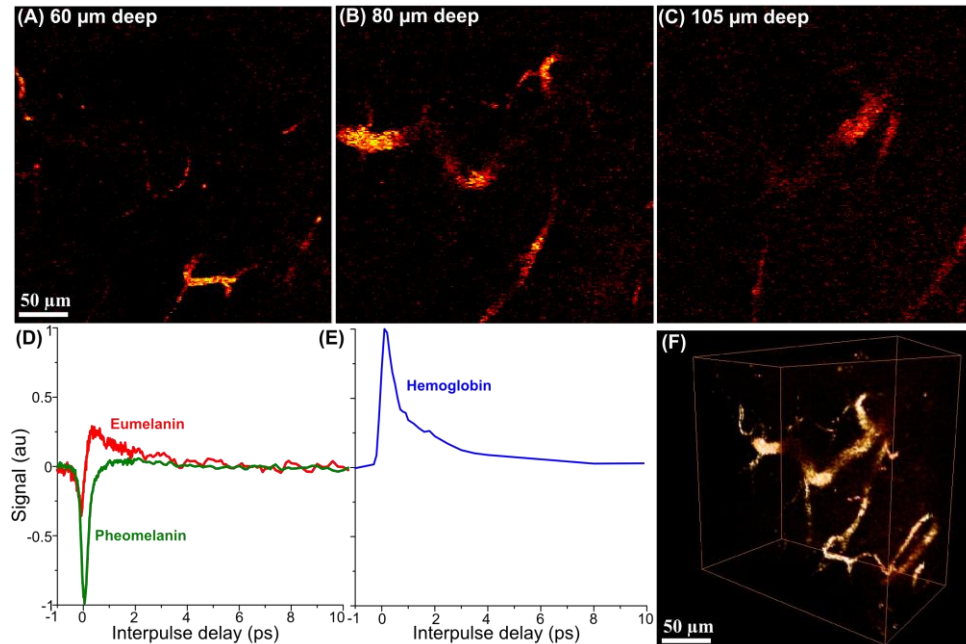 (A) 60 µm deep
(B) 80 µm deep
(C) 105 µm deep
50 µm
(D)
(E)
(F)
1
0.5
0
-0.5
-1
Signal (au)
Eumelanin
Pheomelanin
Hemoglobin
0 2 4 6 8 10
-1 0 2 4 6 8 10
Interpulse delay (ps)
Interpulse delay (ps)
50 µm